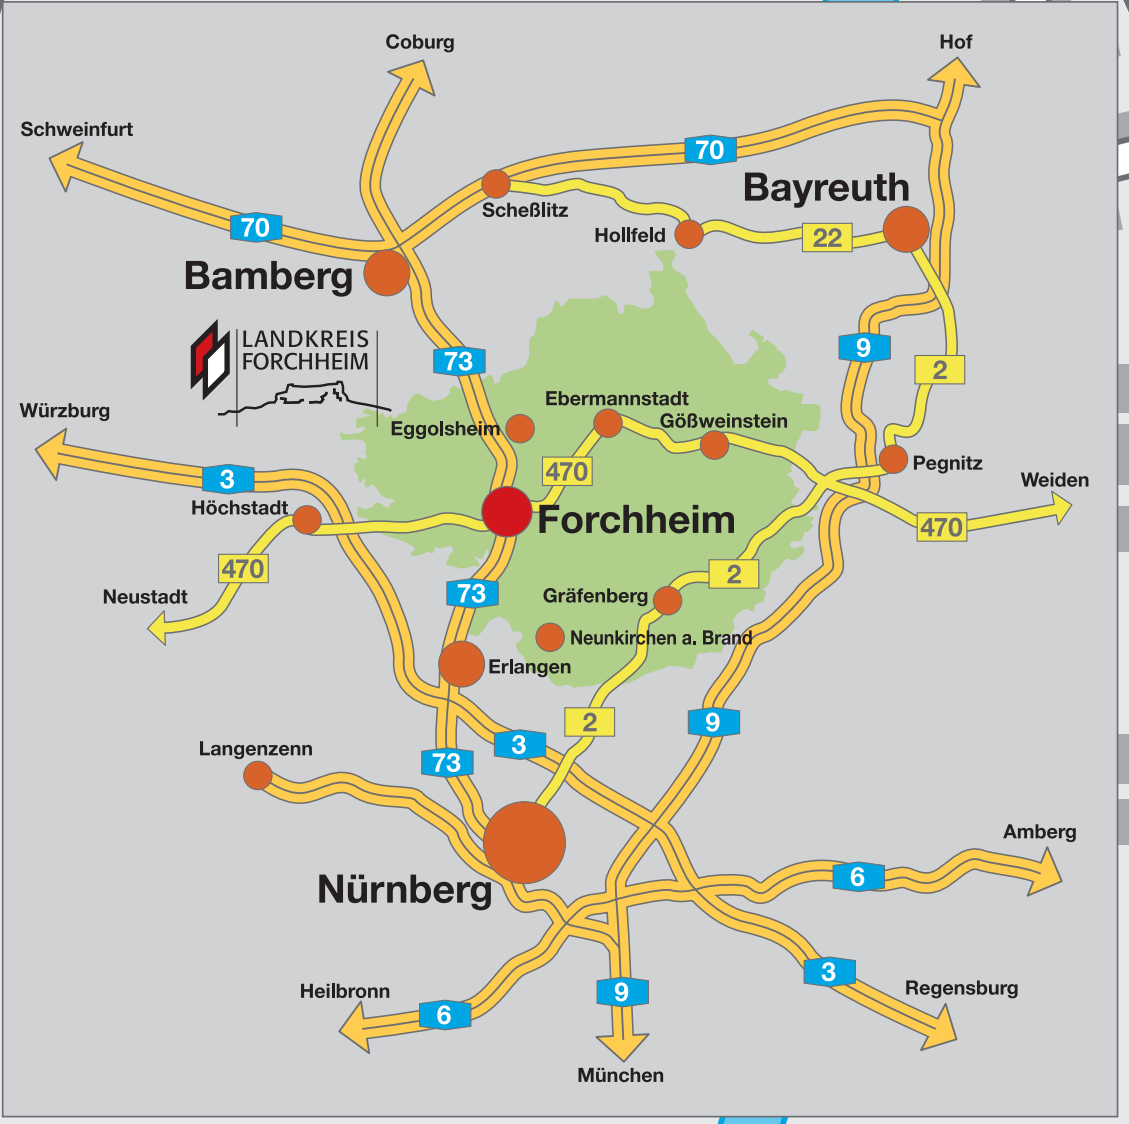 Coburg
Hof
Schweinfurt
70
70
Bayreuth
Scheßlitz
Hollfeld
22
Bamberg
LANDKREIS
FORCHHEIM
73
9
2
Würzburg
Ebermannstadt
Gößweinstein
Eggolsheim
470
Pegnitz
3
Weiden
Höchstadt
Forchheim
470
470
2
73
Neustadt
Gräfenberg
Neunkirchen a. Brand
Erlangen
2
9
3
Langenzenn
73
Amberg
6
Nürnberg
3
Heilbronn
9
Regensburg
6
München